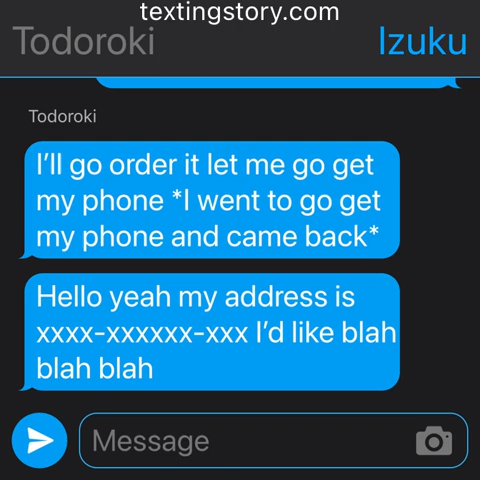 textingstory.com
Todoroki Izuku
Todoroki
I’ll go order it let me go get
my phone *I went to go get
my phone and came back*
Hello yeah my address is
xxxx-xxxxxx-xxx I’d like blah
blah blah
Message